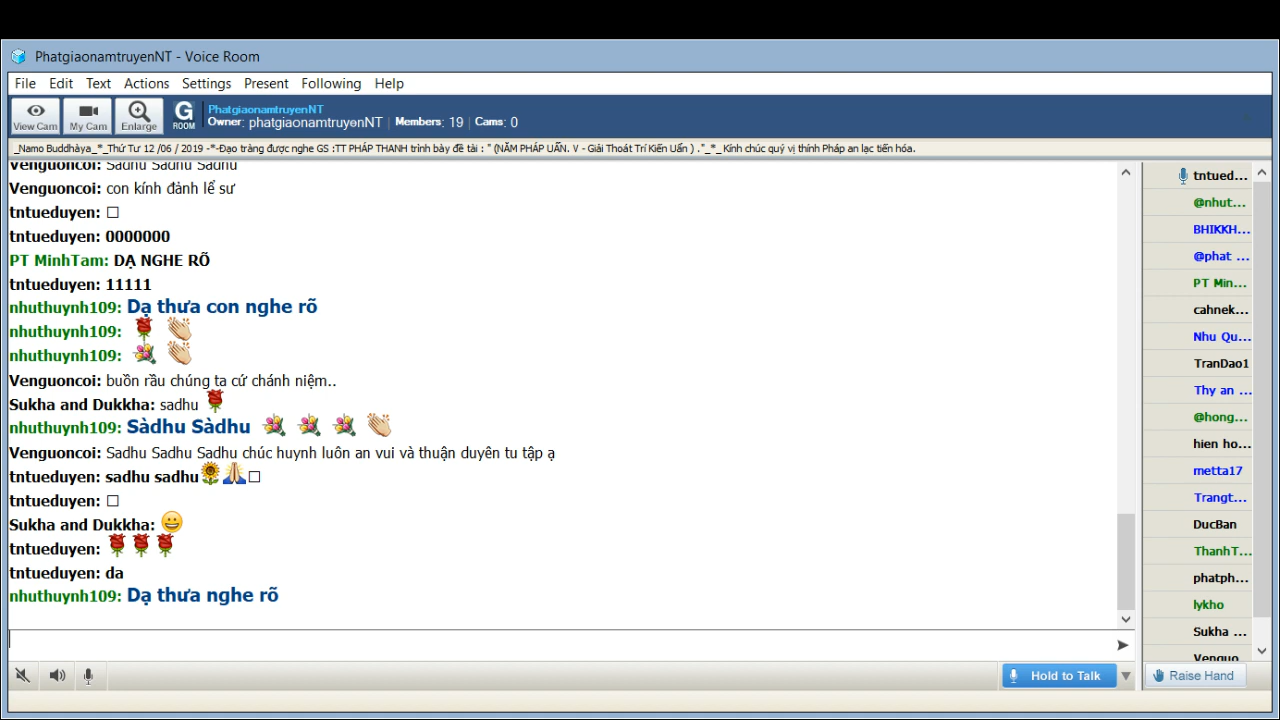 PhatgiaonamtruyenNT - Voice Room
File Edit Text Actions Settings Present Following Help
View Cam My Cam Enlarge G ROOM
PhatgiaonamtruyenNT
Owner: phatgiaonamtruyenNT | Members: 19 | Cams: 0
_Namo Buddhàya_*_Thứ Tư 12 /06 / 2019 -*-Đạo tràng được nghe GS :TT PHÁP THANH trình bày đề tài : " (NĂM PHÁP UẨN. V - Giải Thoát Trí Kiến Uẩn ) ."_*_ Kính chúc quý vị thính Pháp an lạc tiến hóa.
Venguoncoi: Sadhu Sadhu Sadhu
Venguoncoi: con kính đảnh lể sư
tntueduyen: □
tntueduyen: 0000000
PT MinhTam: DẠ NGHE RÕ
tntueduyen: 11111
nhuthuynh109: Dạ thưa con nghe rõ
nhuthuynh109: 🌹 👏
nhuthuynh109: 💐 👏
Venguoncoi: buồn rầu chúng ta cứ chánh niệm..
Sukha and Dukkha: sadhu 🌹
nhuthuynh109: Sàdhu Sàdhu 💐 💐 💐 👏
Venguoncoi: Sadhu Sadhu Sadhu chúc huynh luôn an vui và thuận duyên tu tập ạ
tntueduyen: sadhu sadhu🌻🙏□
tntueduyen: □
Sukha and Dukkha: 😀
tntueduyen: 🌹🌹🌹
tntueduyen: da
nhuthuynh109: Dạ thưa nghe rõ
Hold to Talk
tntued...
@nhut...
BHIKKH...
@phat ...
PT Min...
cahnek...
Nhu Qu...
TranDao1
Thy an ...
@hong...
hien ho...
metta17
Trangt...
DucBan
ThanhT...
phatph...
lykho
Sukha ...
Venguo
Raise Hand